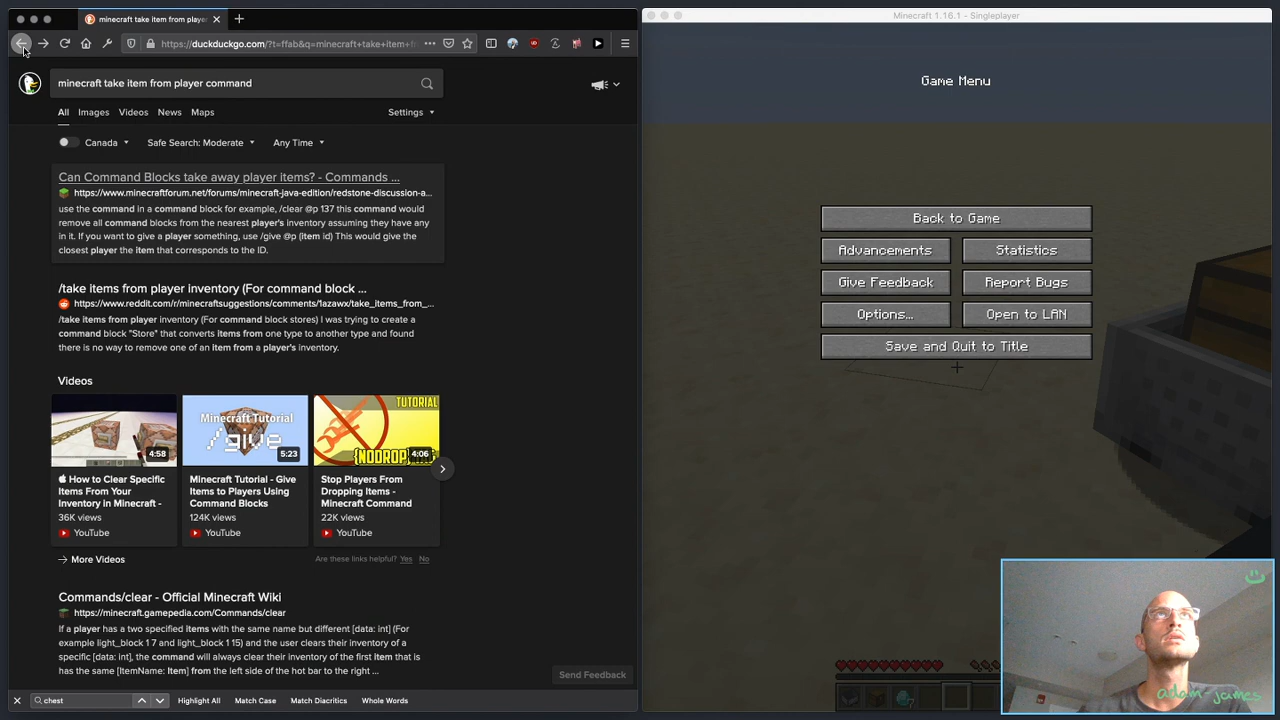 minecraft take item from playe
Minecraft 1.16.1 - Singleplayer
https://duckduckgo.com/?t=ffab&q=minecraft+take+item+f
minecraft take item from player command
All Images Videos News Maps Settings
Canada Safe Search: Moderate Any Time
Can Command Blocks take away player items? - Commands ...
https://www.minecraftforum.net/forums/minecraft-java-edition/redstone-discussion-a...
use the command in a command block for example, /clear @p 137 this command would
remove all command blocks from the nearest player's inventory assuming they have any
in it. If you want to give a player something, use /give @p (item id) This would give the
closest player the item that corresponds to the ID.
/take items from player inventory (For command block ...
https://www.reddit.com/r/minecraftsuggestions/comments/1azawx/take_items_from_...
/take items from player inventory (For command block stores) I was trying to create a
command block "Store" that converts items from one type to another type and found
there is no way to remove one of an item from a player's inventory.
Videos
4:58
How to Clear Specific
Items From Your
Inventory in Minecraft -
36K views
YouTube
Minecraft Tutorial
/give
5:23
Minecraft Tutorial - Give
Items to Players Using
Command Blocks
124K views
YouTube
TUTORIAL
{NODROP}
4:06
Stop Players From
Dropping Items -
Minecraft Command
22K views
YouTube
More Videos
Are these links helpful? Yes No
Commands/clear - Official Minecraft Wiki
https://minecraft.gamepedia.com/Commands/clear
If a player has a two specified items with the same name but different [data: int] (For
example light_block 1 7 and light_block 1 15) and the user clears their inventory of a
specific [data: int], the command will always clear their inventory of the first item that is
has the same [ItemName: Item] from the left side of the hot bar to the right ...
Send Feedback
chest
Highlight All Match Case Match Diacritics Whole Words
Game Menu
Back to Game
Advancements Statistics
Give Feedback Report Bugs
Options... Open to LAN
Save and Quit to Title
adam-james